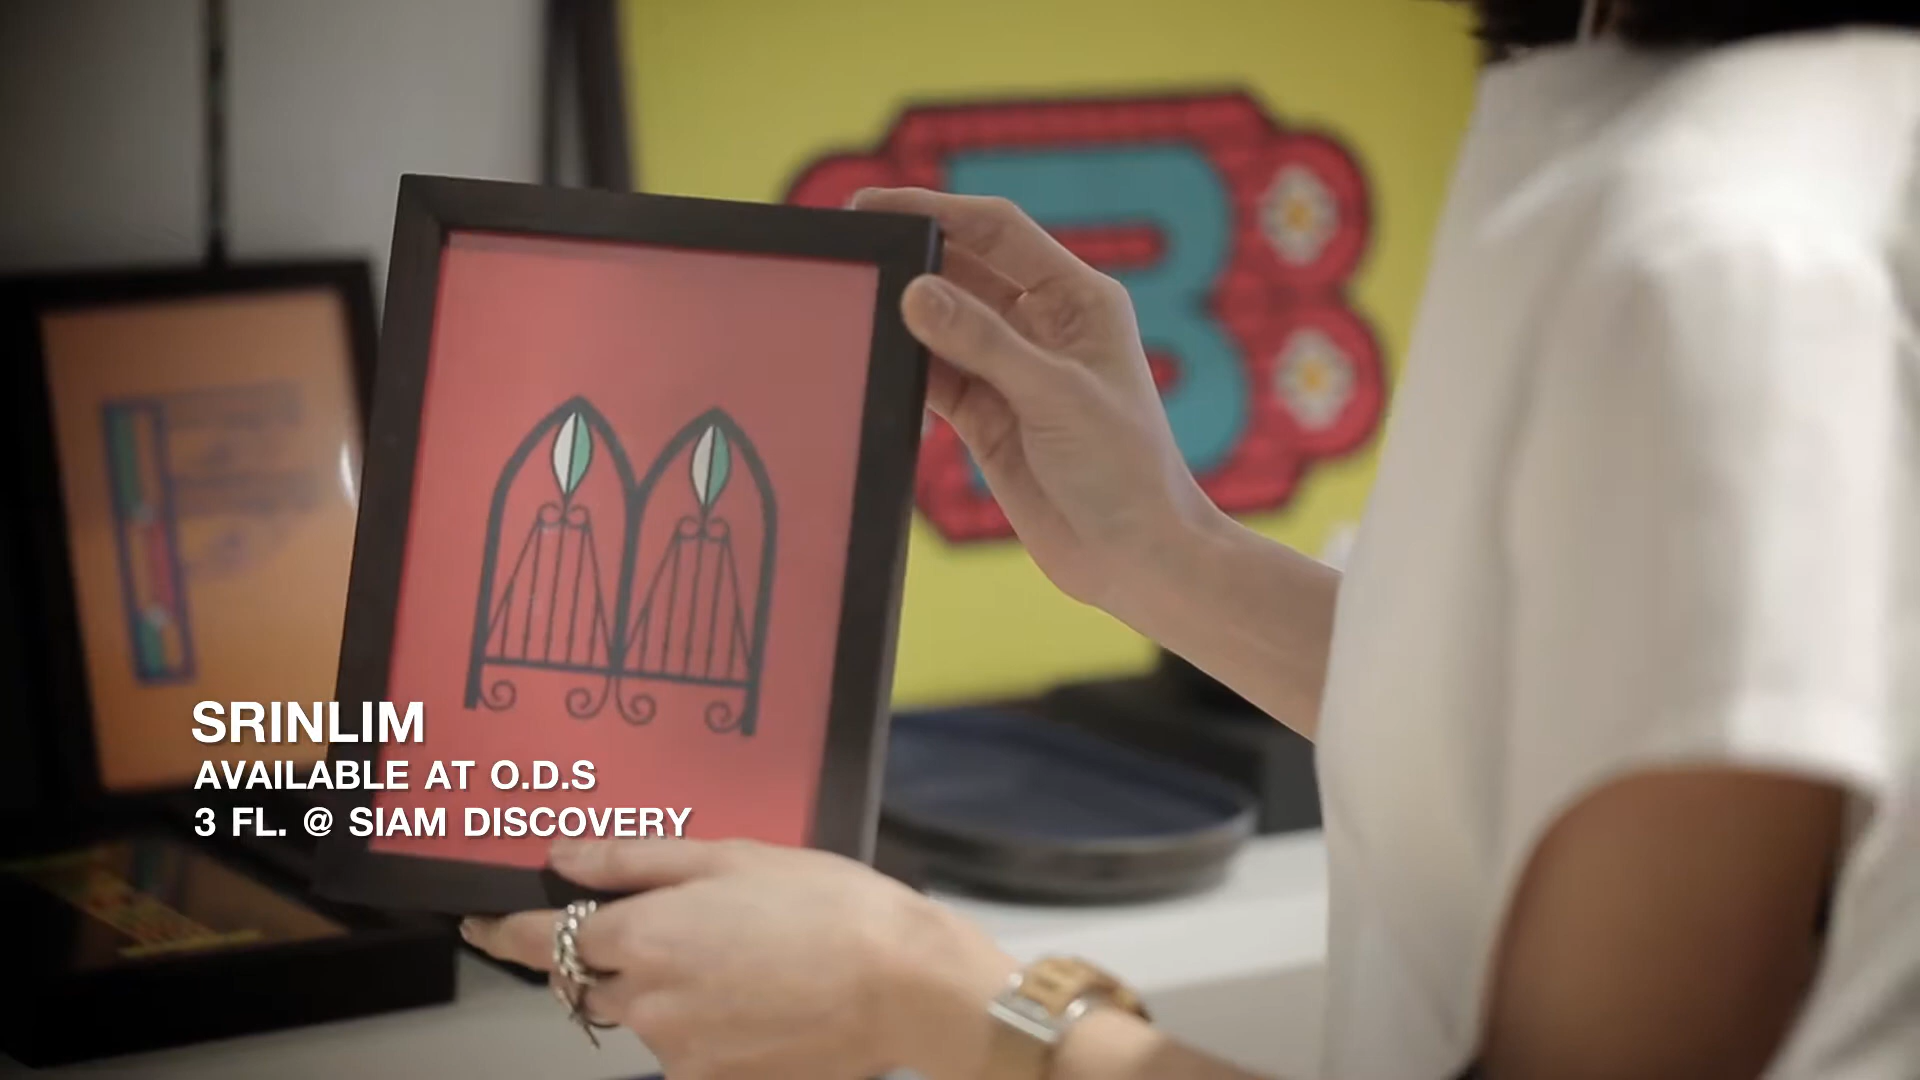 SRINLIM
AVAILABLE AT O.D.S
3 FL. @ SIAM DISCOVERY